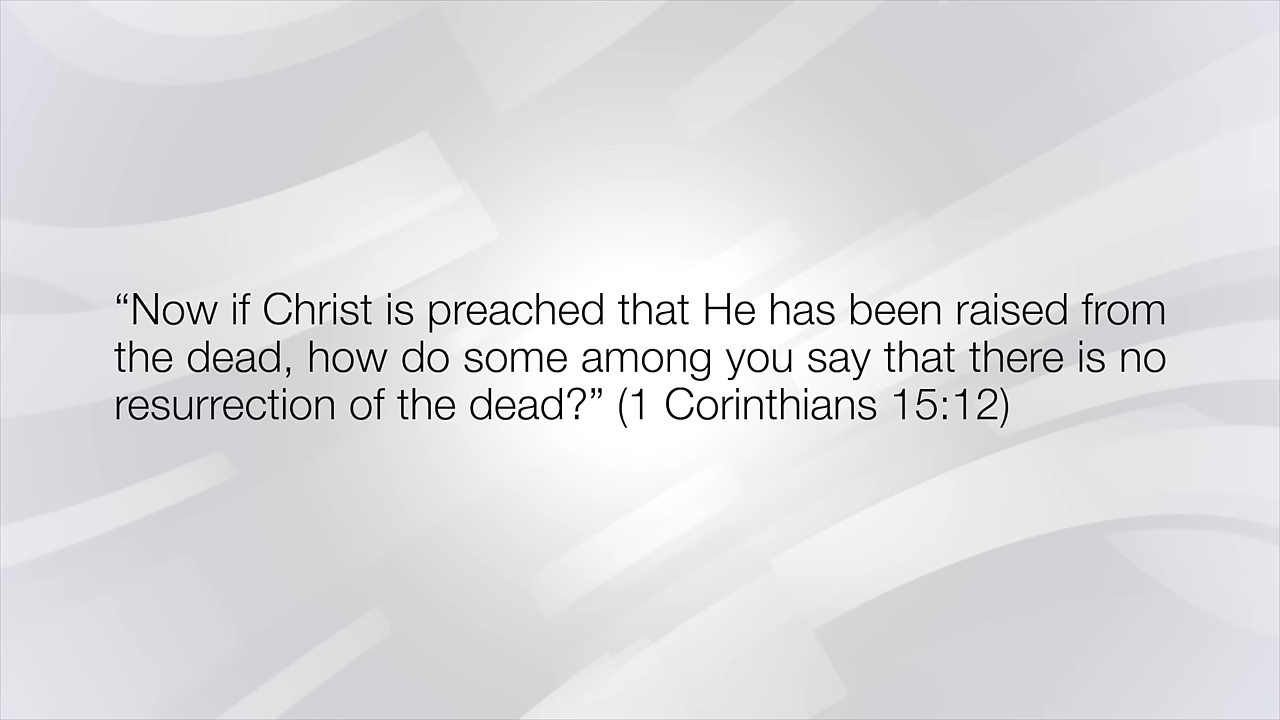 “Now if Christ is preached that He has been raised from
the dead, how do some among you say that there is no
resurrection of the dead?” (1 Corinthians 15:12)